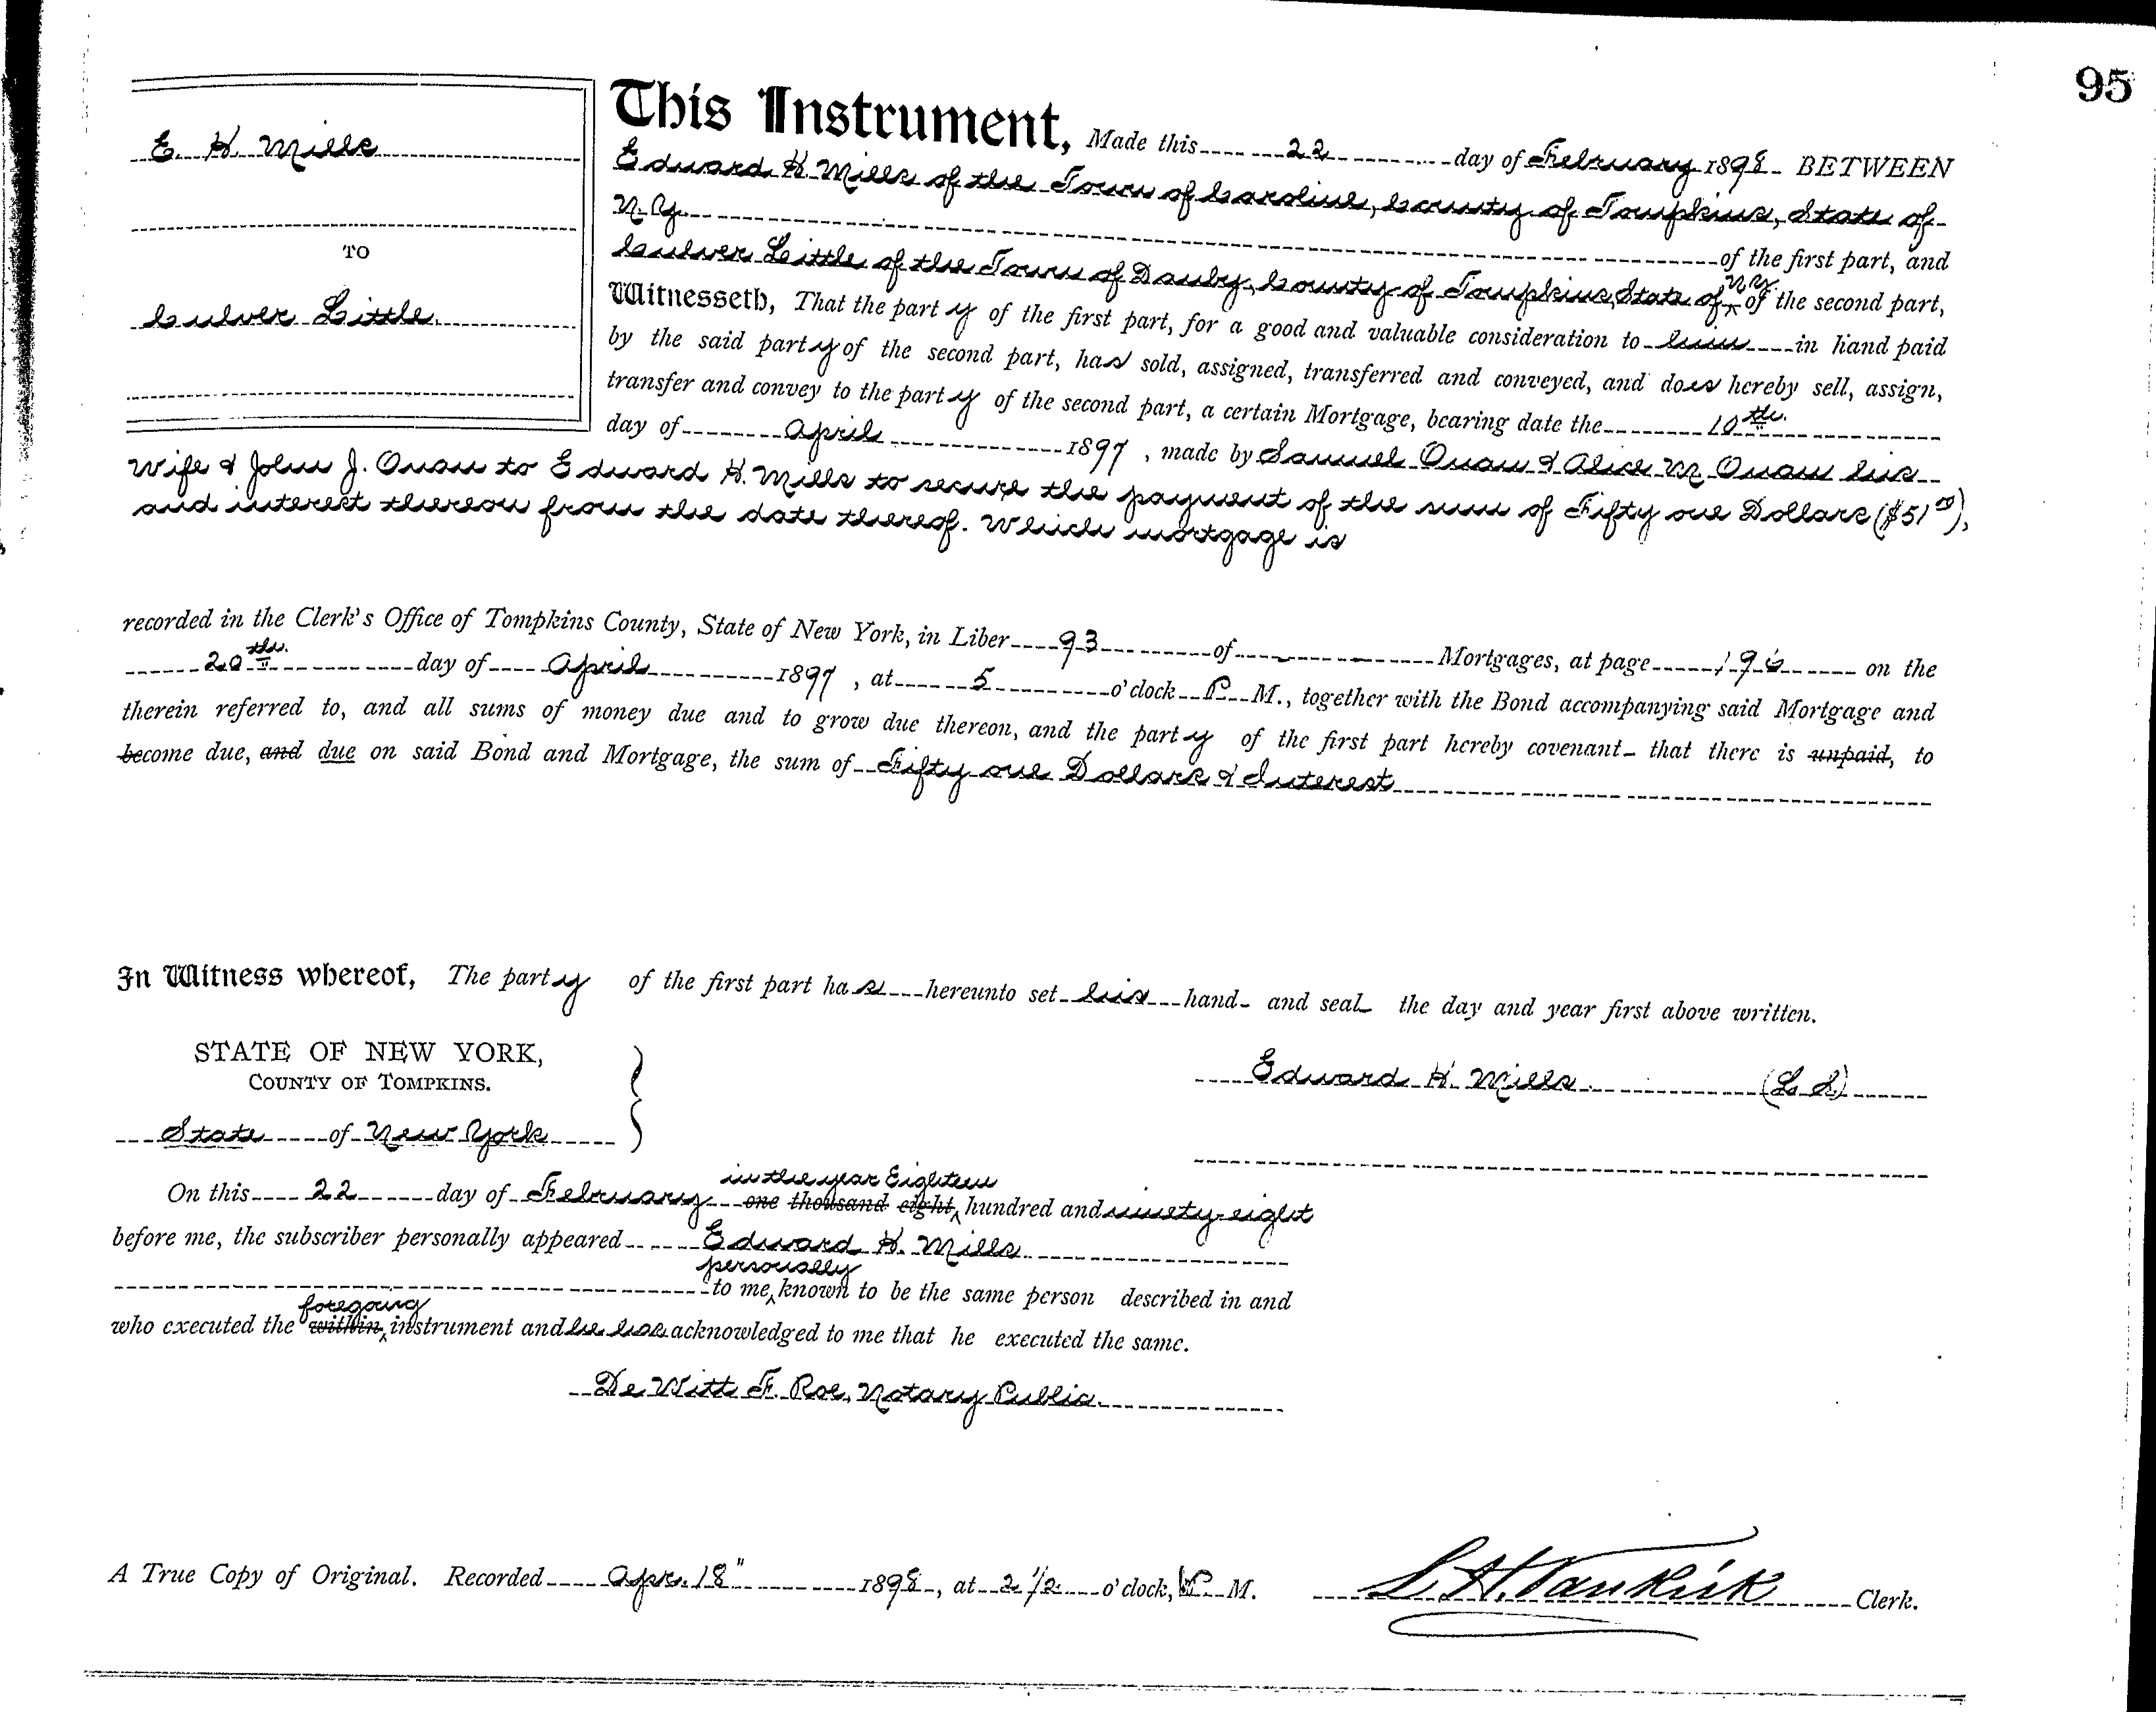 95
E. H. Mills
TO
Culver Little.
This Instrument, Made this 22 day of February 1898 BETWEEN
Edward H. Mills of the Town of Caroline, County of Tompkins, State of
N. Y. of the first part, and
Culver Little of the Town of Danby, County of Tompkins, State of N. Y. of the second part,
Witnesseth, That the party of the first part, for a good and valuable consideration to him in hand paid
by the said party of the second part, has sold, assigned, transferred and conveyed, and does hereby sell, assign,
transfer and convey to the party of the second part, a certain Mortgage, bearing date the 10th
day of April 1897, made by Samuel Quan & Alice M. Quan his
Wife & John J. Quan to Edward H. Mills to secure the payment of the sum of Fifty one Dollars ($51 00),
and interest thereon from the date thereof. Which mortgage is
recorded in the Clerk's Office of Tompkins County, State of New York, in Liber 93 of Mortgages, at page 196 on the
20th day of April 1897, at 5 o'clock P. M., together with the Bond accompanying said Mortgage and
therein referred to, and all sums of money due and to grow due thereon, and the party of the first part hereby covenant that there is unpaid, to
become due, and due on said Bond and Mortgage, the sum of Fifty one Dollars & Interest
In Witness whereof, The party of the first part has hereunto set his hand and seal the day and year first above written.
STATE OF NEW YORK,
COUNTY OF TOMPKINS.
State of New York
Edward H. Mills (L. S.)
in the year Eighteen
On this 22 day of February one thousand eight hundred and ninety-eight
before me, the subscriber personally appeared Edward H. Mills
personally
to me known to be the same person described in and
foregoing
who executed the within instrument and he has acknowledged to me that he executed the same.
De Witt F. Roe, Notary Public.
A True Copy of Original. Recorded Apr. 18" 1898, at 2 1/2 o'clock, P. M. L. H. Van Kirk Clerk.